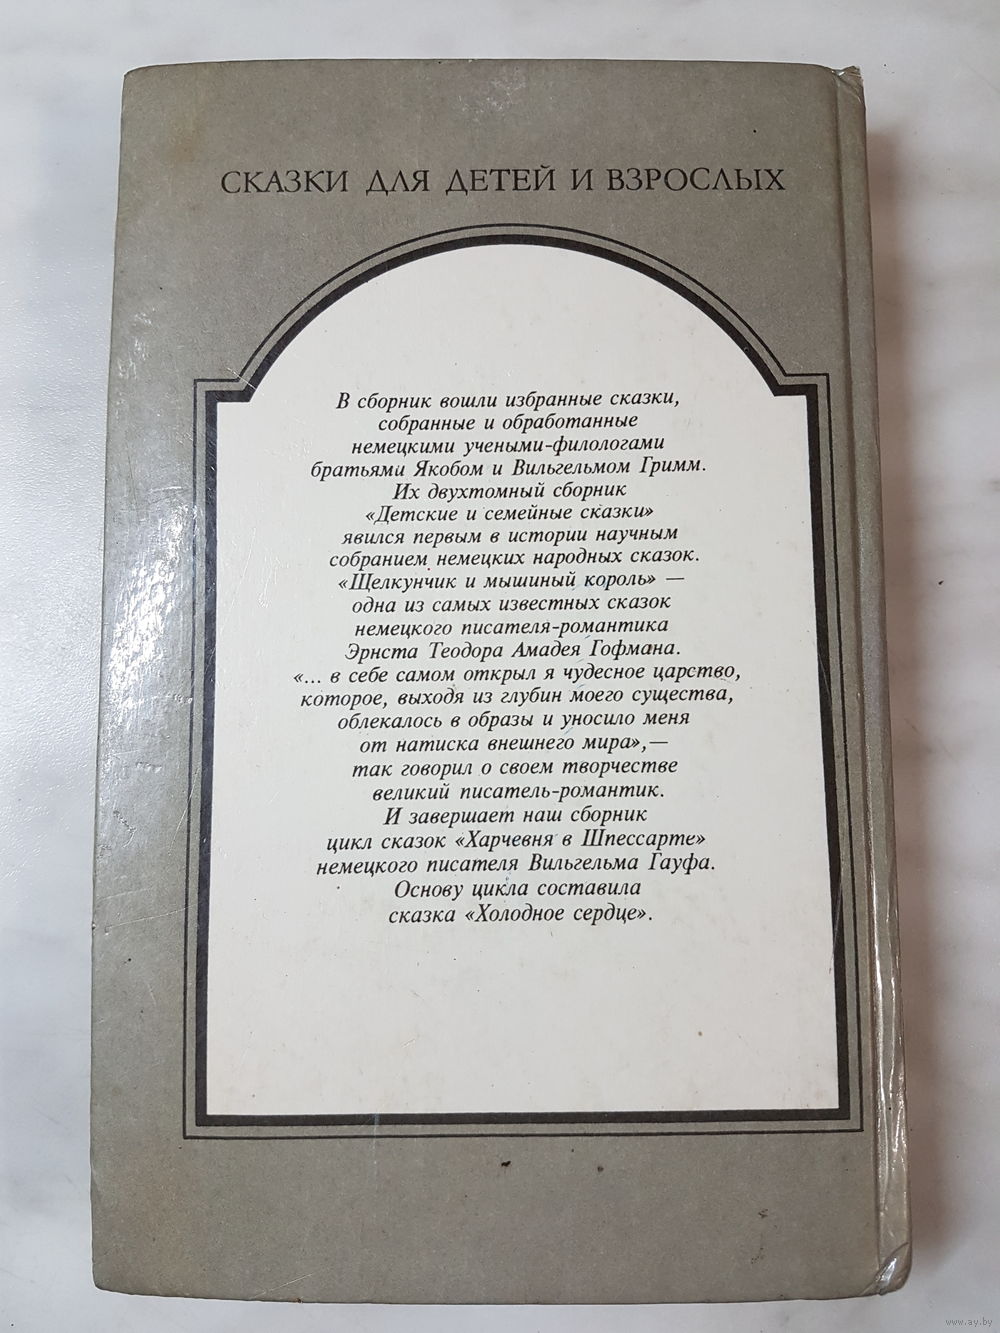 СКАЗКИ ДЛЯ ДЕТЕЙ И ВЗРОСЛЫХ
В сборник вошли избранные сказки,
собранные и обработанные
немецкими учеными-филологами
братьями Якобом и Вильгельмом Гримм.
Их двухтомный сборник
«Детские и семейные сказки»
явился первым в истории научным
собранием немецких народных сказок.
«Щелкунчик и мышиный король» —
одна из самых известных сказок
немецкого писателя-романтика
Эрнста Теодора Амадея Гофмана.
«... в себе самом открыл я чудесное царство,
которое, выходя из глубин моего существа,
облекалось в образы и уносило меня
от натиска внешнего мира»,—
так говорил о своем творчестве
великий писатель-романтик.
И завершает наш сборник
цикл сказок «Харчевня в Шпессарте»
немецкого писателя Вильгельма Гауфа.
Основу цикла составила
сказка «Холодное сердце».
www.ay.by